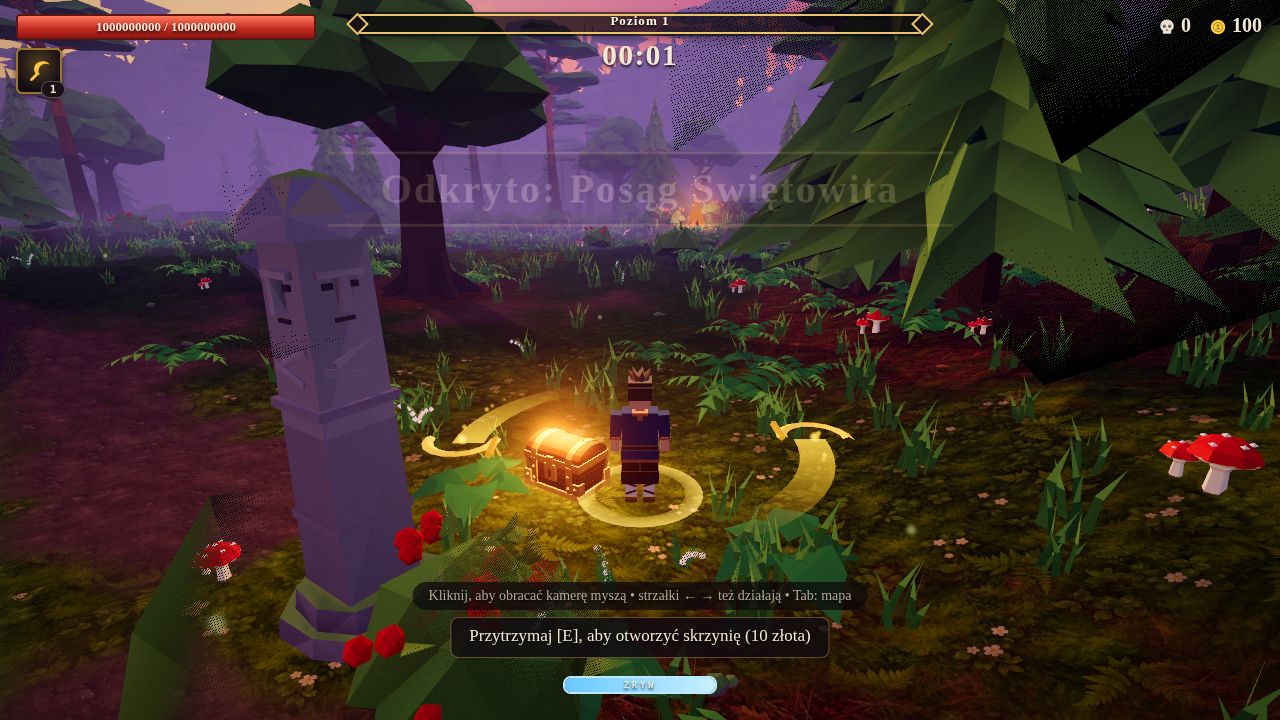 1000000000 / 1000000000
Poziom 1
0
100
00:01
1
Odkryto: Posąg Świętowita
Kliknij, aby obracać kamerę myszą • strzałki ← → też działają • Tab: mapa
Przytrzymaj [E], aby otworzyć skrzynię (10 złota)
ZRYW